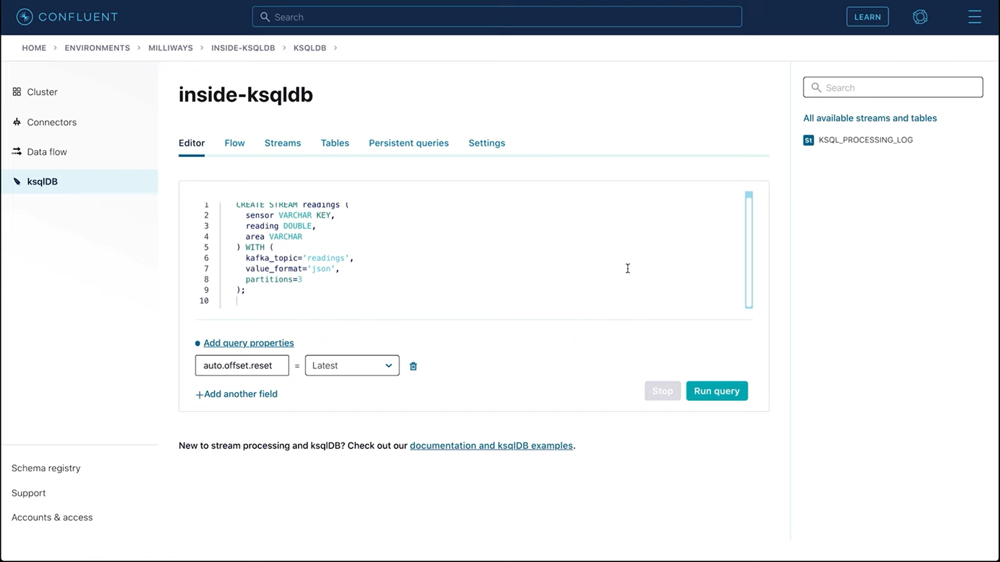 CONFLUENT
Search
LEARN
HOME > ENVIRONMENTS > MILLIWAYS > INSIDE-KSQLDB > KSQLDB >
Cluster
Connectors
Data flow
ksqlDB
Schema registry
Support
Accounts & access
inside-ksqldb
Editor Flow Streams Tables Persistent queries Settings
1 CREATE STREAM readings (
2 sensor VARCHAR KEY,
3 reading DOUBLE,
4 area VARCHAR
5 ) WITH (
6 kafka_topic='readings',
7 value_format='json',
8 partitions=3
9 );
10
Add query properties
auto.offset.reset = Latest
+Add another field
Stop Run query
New to stream processing and ksqlDB? Check out our documentation and ksqlDB examples.
Search
All available streams and tables
St KSQL_PROCESSING_LOG